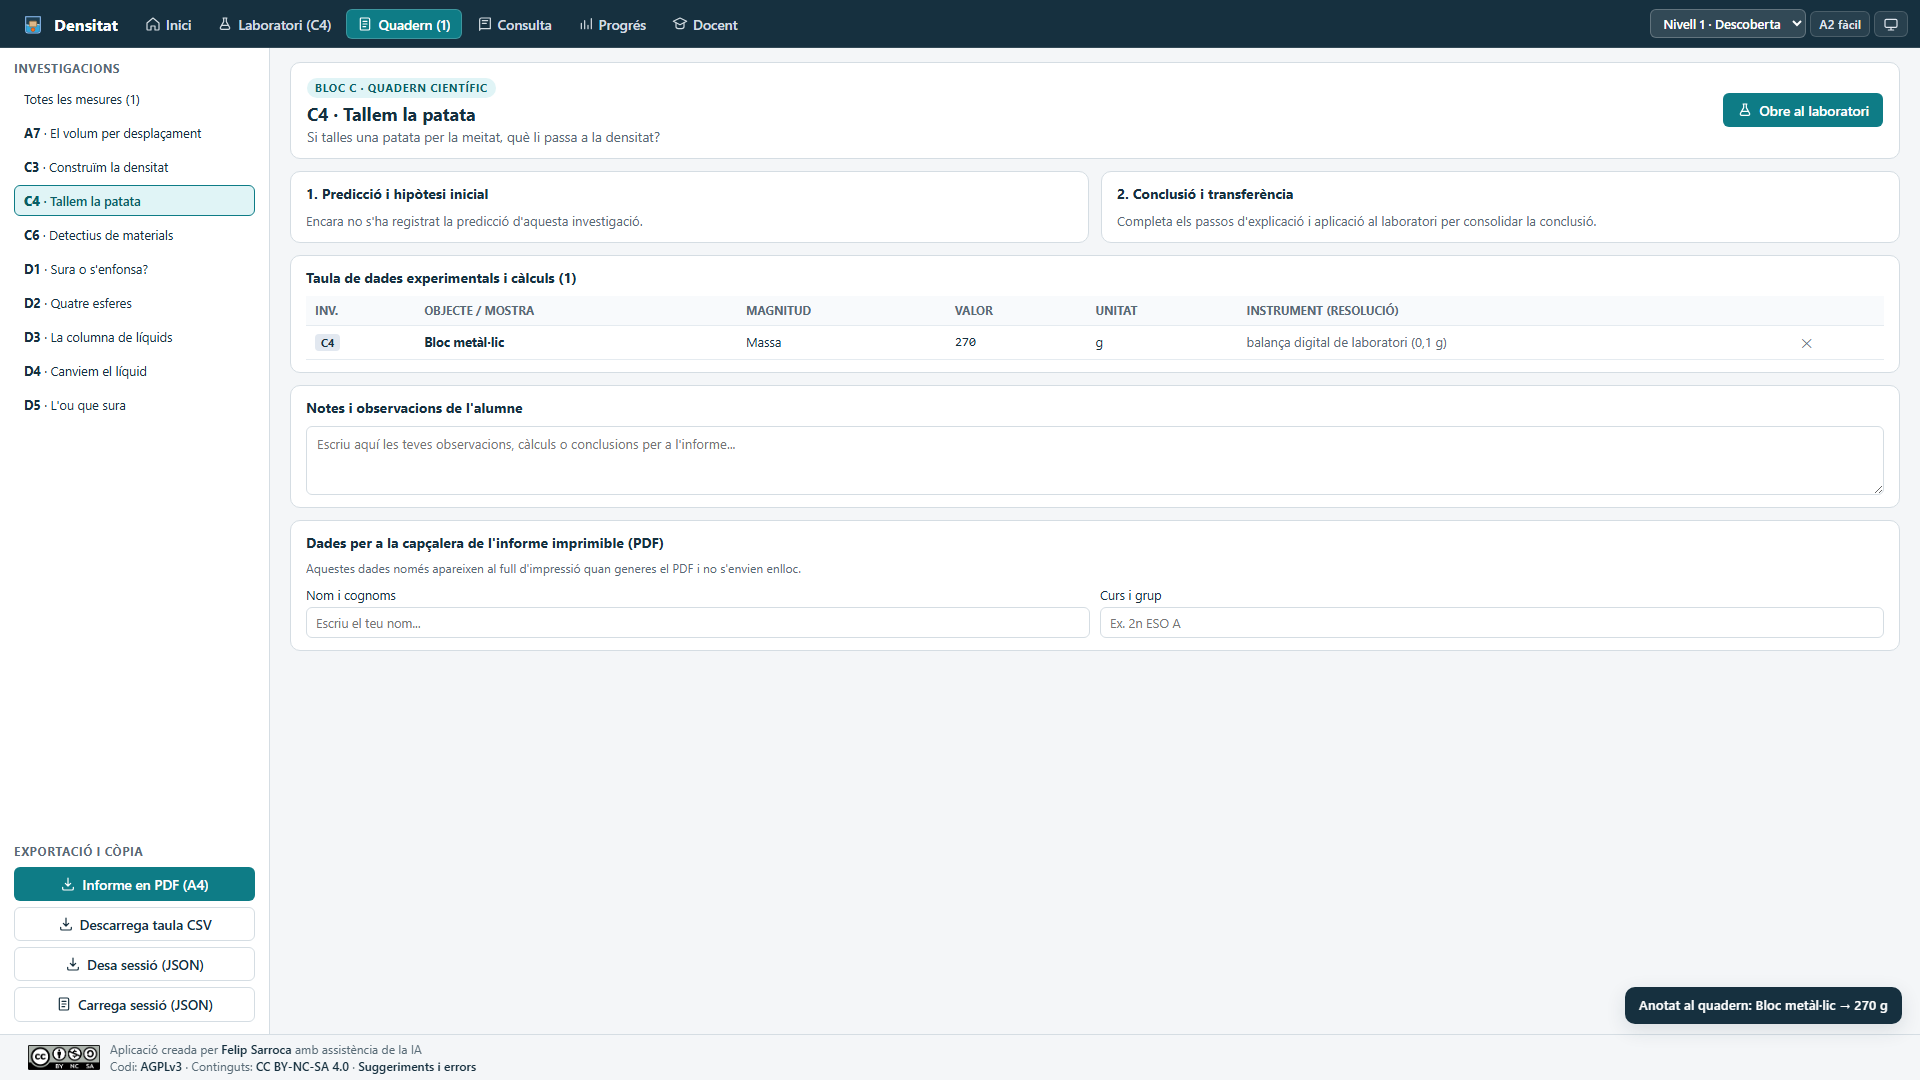 Densitat
Inici
Laboratori (C4)
Quadern (1)
Consulta
Progrés
Docent
Nivell 1 · Descoberta
A2 fàcil
INVESTIGACIONS
Totes les mesures (1)
A7 · El volum per desplaçament
C3 · Construïm la densitat
C4 · Tallem la patata
C6 · Detectius de materials
D1 · Sura o s'enfonsa?
D2 · Quatre esferes
D3 · La columna de líquids
D4 · Canviem el líquid
D5 · L'ou que sura
EXPORTACIÓ I CÒPIA
Informe en PDF (A4)
Descarrega taula CSV
Desa sessió (JSON)
Carrega sessió (JSON)
BLOC C · QUADERN CIENTÍFIC
C4 · Tallem la patata
Si talles una patata per la meitat, què li passa a la densitat?
Obre al laboratori
1. Predicció i hipòtesi inicial
Encara no s'ha registrat la predicció d'aquesta investigació.
2. Conclusió i transferència
Completa els passos d'explicació i aplicació al laboratori per consolidar la conclusió.
Taula de dades experimentals i càlculs (1)
INV. OBJECTE / MOSTRA MAGNITUD VALOR UNITAT INSTRUMENT (RESOLUCIÓ)
C4 Bloc metàl·lic Massa 270 g balança digital de laboratori (0,1 g)
Notes i observacions de l'alumne
Escriu aquí les teves observacions, càlculs o conclusions per a l'informe...
Dades per a la capçalera de l'informe imprimible (PDF)
Aquestes dades només apareixen al full d'impressió quan generes el PDF i no s'envien enlloc.
Nom i cognoms
Escriu el teu nom...
Curs i grup
Ex. 2n ESO A
Anotat al quadern: Bloc metàl·lic → 270 g
CC BY NC SA
Aplicació creada per Felip Sarroca amb assistència de la IA
Codi: AGPLv3 · Continguts: CC BY-NC-SA 4.0 · Suggeriments i errors